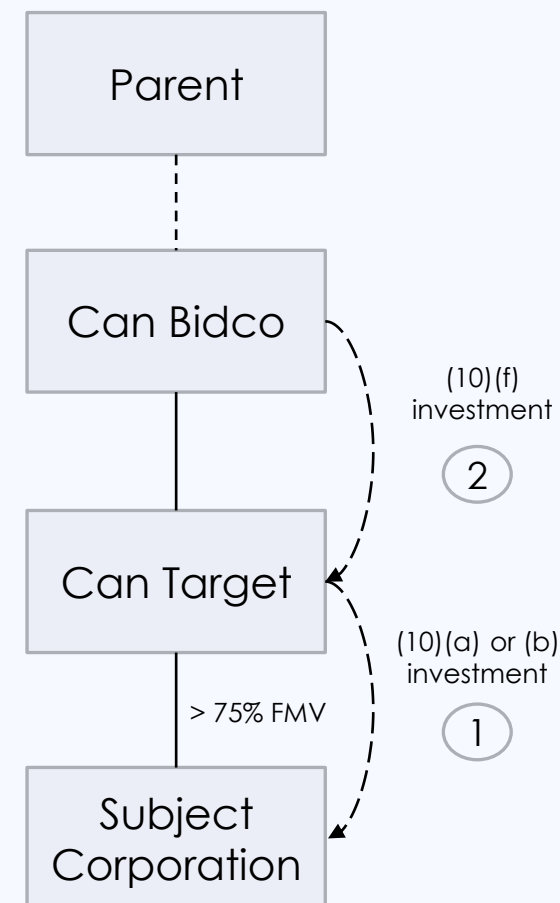 Parent
Can Bidco
(10)(f)
investment
2
Can Target
(10)(a) or (b)
investment
> 75% FMV
1
Subject
Corporation